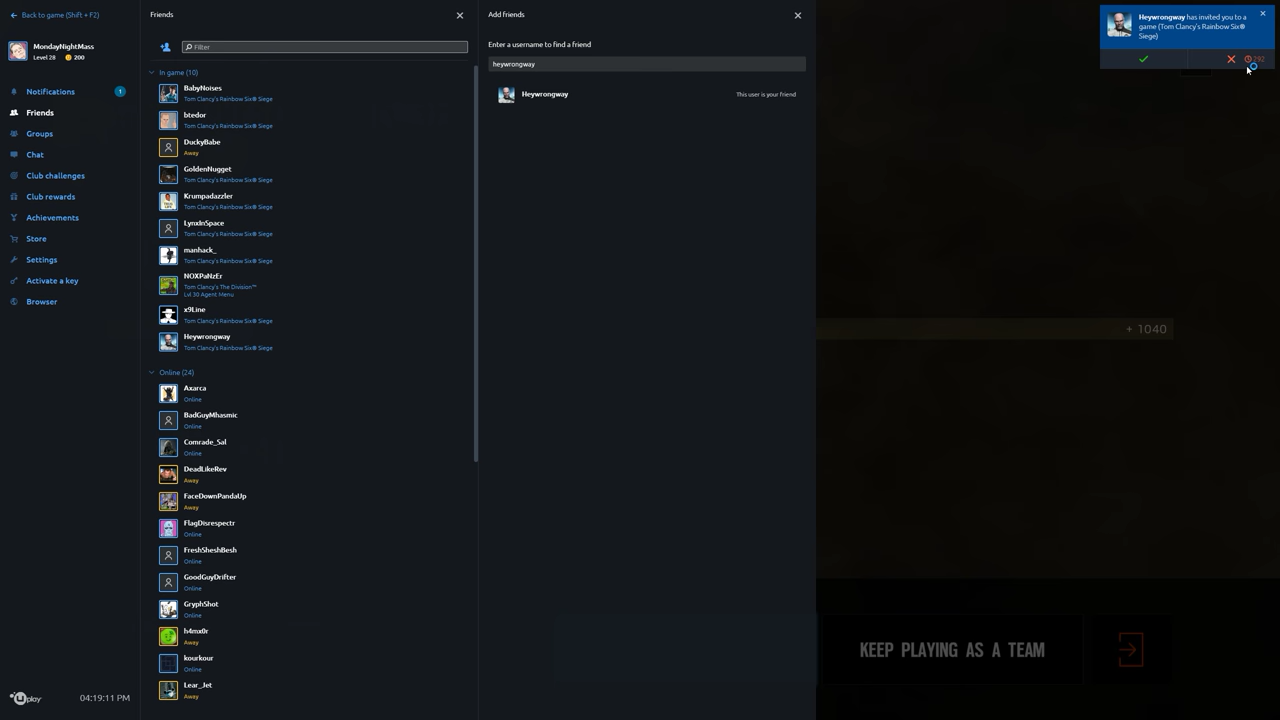 Back to game (Shift + F2)
MondayNightMass
Level 28
200
Notifications
1
Friends
Groups
Chat
Club challenges
Club rewards
Achievements
Store
Settings
Activate a key
Browser
Uplay
04:19:11 PM
Friends
Filter
In game (10)
BabyNoises
Tom Clancy's Rainbow Six® Siege
btedor
Tom Clancy's Rainbow Six® Siege
DuckyBabe
Away
GoldenNugget
Tom Clancy's Rainbow Six® Siege
Krumpadazzler
Tom Clancy's Rainbow Six® Siege
LynxInSpace
Tom Clancy's Rainbow Six® Siege
manhack_
Tom Clancy's Rainbow Six® Siege
NOXPaNzEr
Tom Clancy's The Division™
Lvl 30 Agent Menu
x9Line
Tom Clancy's Rainbow Six® Siege
Heywrongway
Tom Clancy's Rainbow Six® Siege
Online (24)
Axarca
Online
BadGuyMhasmic
Online
Comrade_Sal
Online
DeadLikeRev
Away
FaceDownPandaUp
Away
FlagDisrespectr
Online
FreshSheshBesh
Online
GoodGuyDrifter
Online
GryphShot
Online
h4mx0r
Away
kourkour
Online
Lear_Jet
Away
Add friends
Enter a username to find a friend
heywrongway
Heywrongway
This user is your friend
Heywrongway has invited you to a
game (Tom Clancy's Rainbow Six®
Siege)
292
+ 1040
KEEP PLAYING AS A TEAM